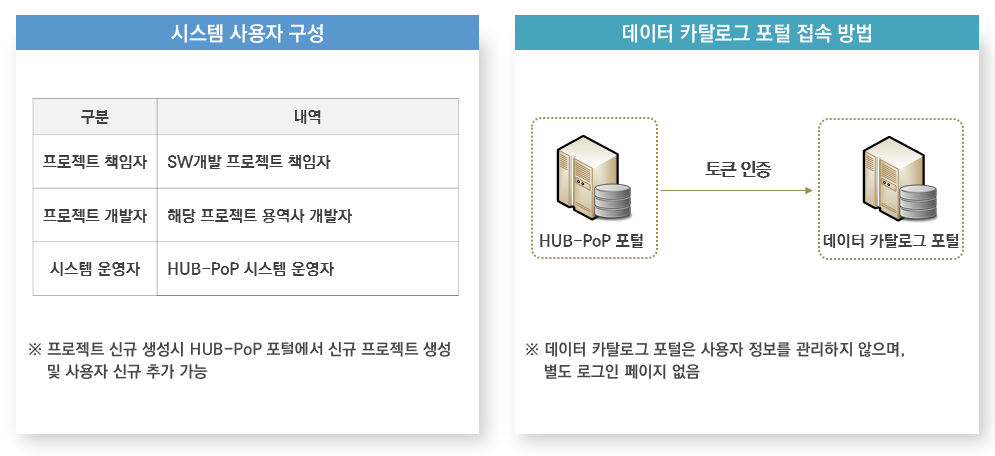 시스템 사용자 구성
구분 내역
프로젝트 책임자 SW개발 프로젝트 책임자
프로젝트 개발자 해당 프로젝트 용역사 개발자
시스템 운영자 HUB-PoP 시스템 운영자
※ 프로젝트 신규 생성시 HUB-PoP 포털에서 신규 프로젝트 생성
및 사용자 신규 추가 가능
데이터 카탈로그 포털 접속 방법
토큰 인증
HUB-PoP 포털
데이터 카탈로그 포털
※ 데이터 카탈로그 포털은 사용자 정보를 관리하지 않으며,
별도 로그인 페이지 없음